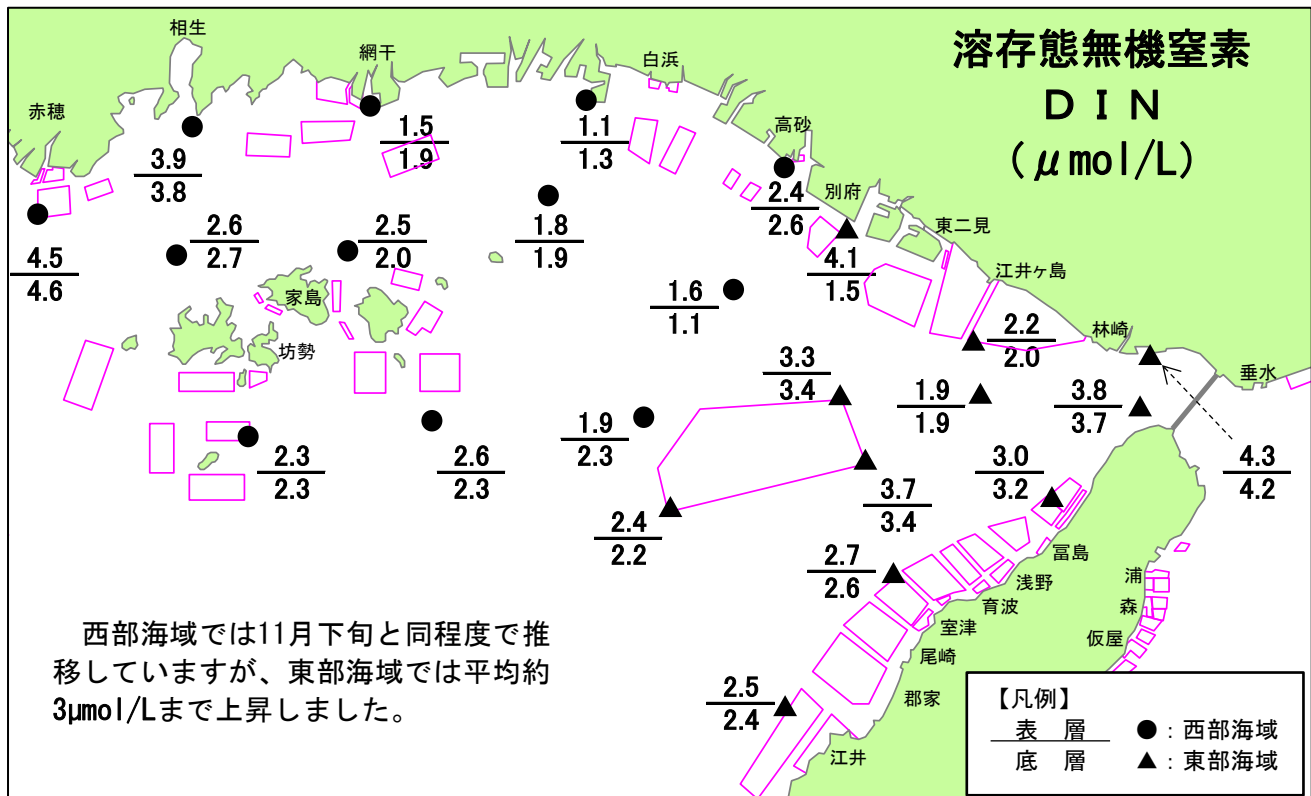 溶存態無機窒素
DIN
(μmol/L)
相生
網干
白浜
赤穂
高砂
別府
東二見
江井ヶ島
林崎
垂水
家島
坊勢
3.9
3.8
1.5
1.9
1.1
1.3
2.4
2.6
4.5
4.6
2.6
2.7
2.5
2.0
1.8
1.9
4.1
1.5
1.6
1.1
2.2
2.0
3.3
3.4
1.9
1.9
3.8
3.7
4.3
4.2
2.3
2.3
2.6
2.3
1.9
2.3
3.0
3.2
3.7
3.4
2.4
2.2
2.7
2.6
2.5
2.4
富島
浅野
育波
室津
尾崎
郡家
江井
浦
森
仮屋
西部海域では11月下旬と同程度で推
移していますが、東部海域では平均約
3μmol/Lまで上昇しました。
【凡例】
表 層 ●:西部海域
底 層 ▲:東部海域